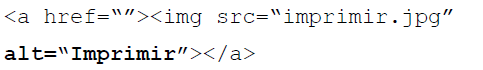 <a href=“”><img src=“imprimir.jpg”
alt=“Imprimir”></a>